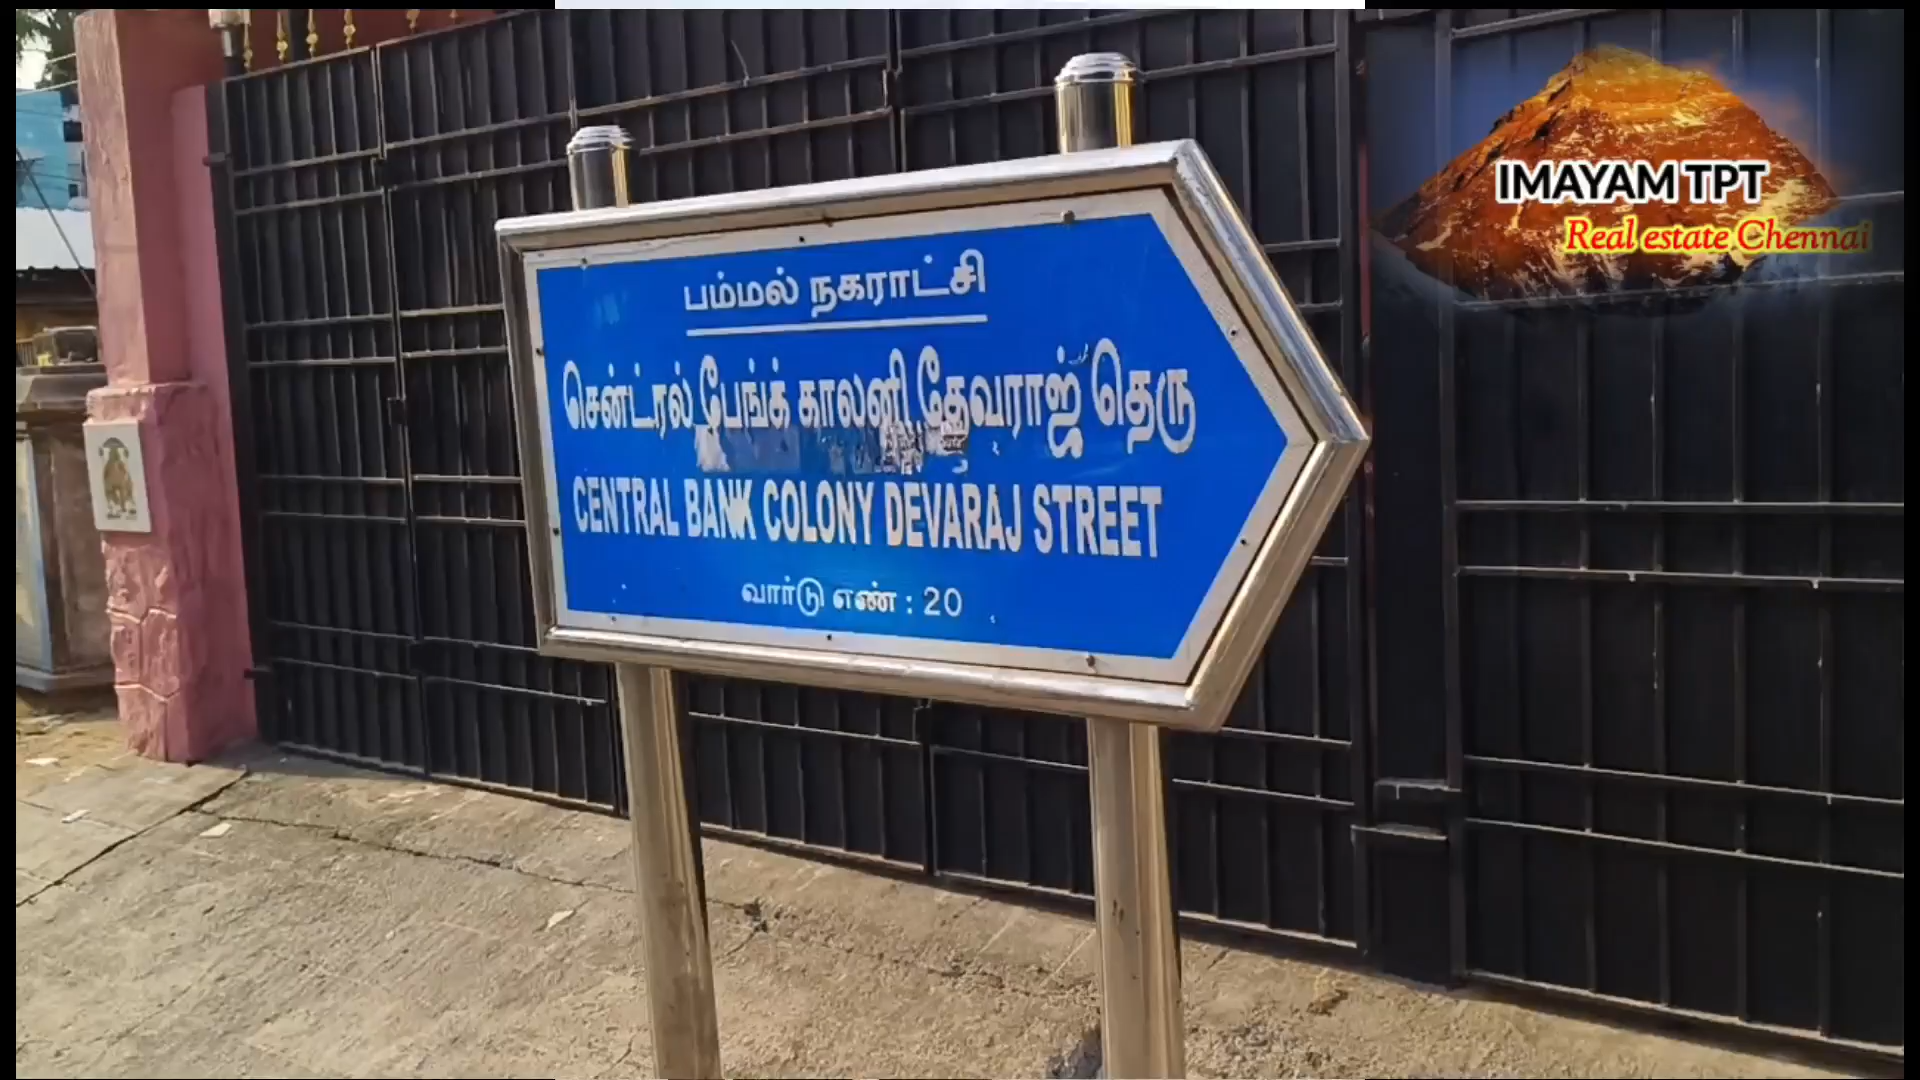 பம்மல் நகராட்சி
சென்ட்ரல் பேங்க் காலனி தேவராஜ் தெரு
CENTRAL BANK COLONY DEVARAJ STREET
வார்டு எண் : 20
IMAYAM TPT
Real estate Chennai